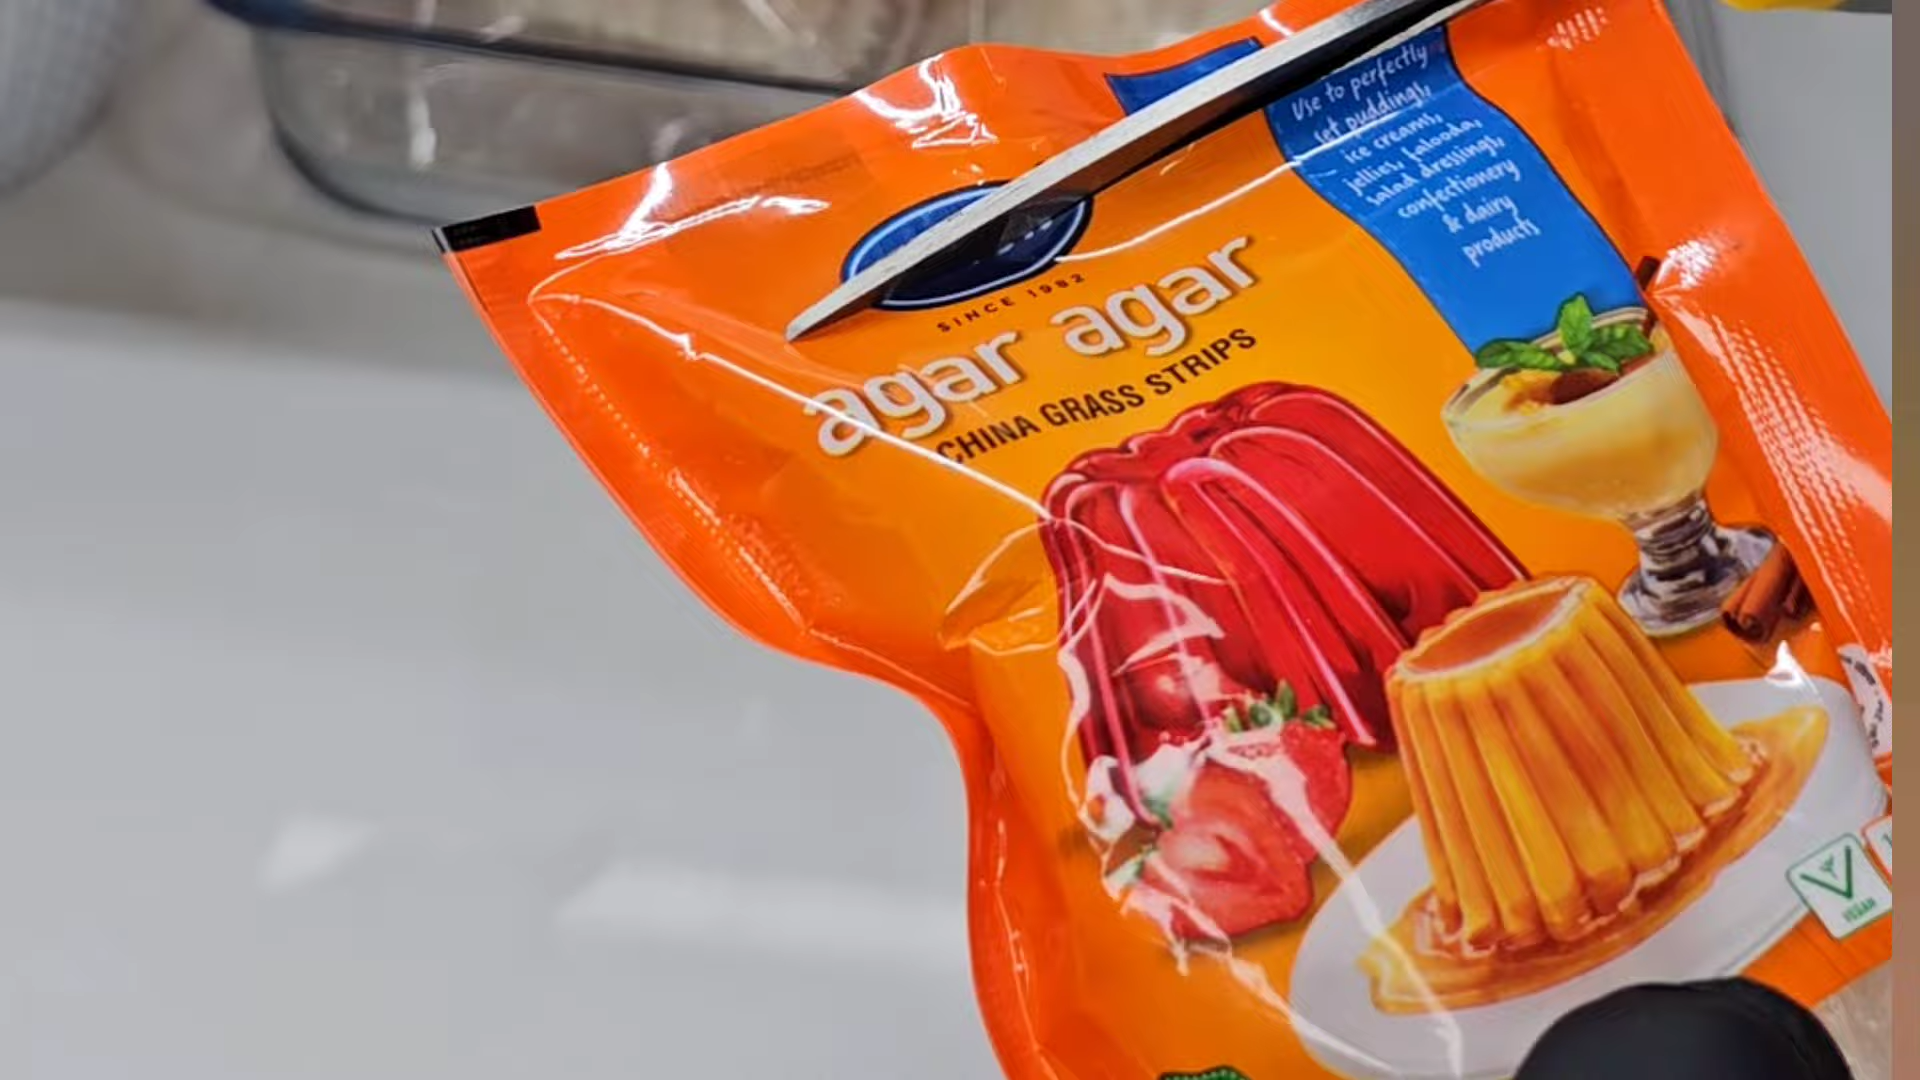 Use to perfectly
set puddings,
ice creams,
jellies, falooda,
salad dressings,
confectionery
& dairy
products
SINCE 1982
agar agar
CHINA GRASS STRIPS
VEGAN